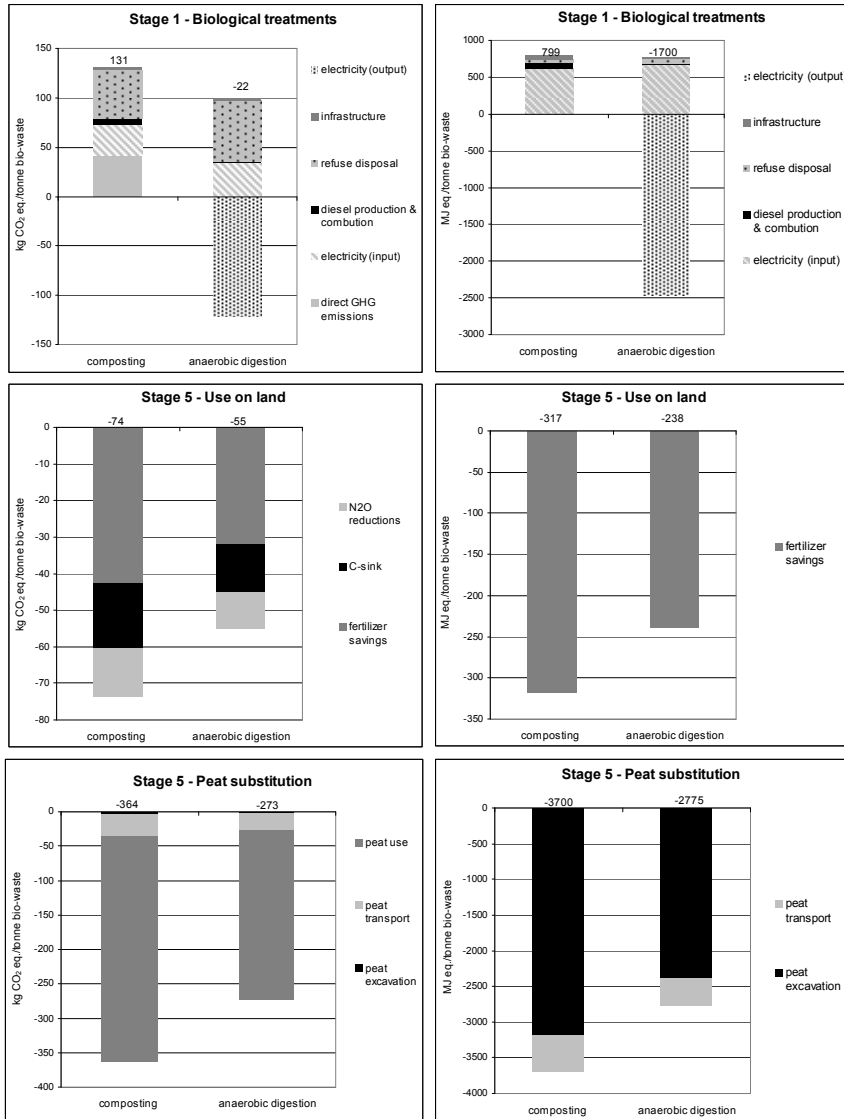 Stage 1 - Biological treatments
150
100
50
0
-50
-100
-150
kg CO₂ eq./tonne bio-waste
131
-22
composting
anaerobic digestion
electricity (output)
infrastructure
refuse disposal
diesel production
& combution
electricity (input)
direct GHG
emissions
Stage 1 - Biological treatments
1000
500
0
-500
-1000
-1500
-2000
-2500
-3000
MJ eq./tonne bio-waste
799
-1700
composting
anaerobic digestion
electricity (output)
infrastructure
refuse disposal
diesel production
& combution
electricity (input)
Stage 5 - Use on land
0
-10
-20
-30
-40
-50
-60
-70
-80
kg CO₂ eq./tonne bio-waste
-74
-55
composting
anaerobic digestion
N2O
reductions
C-sink
fertilizer
savings
Stage 5 - Use on land
0
-50
-100
-150
-200
-250
-300
-350
MJ eq./tonne bio-waste
-317
-238
composting
anaerobic digestion
fertilizer
savings
Stage 5 - Peat substitution
0
-50
-100
-150
-200
-250
-300
-350
-400
kg CO₂ eq./tonne bio-waste
-364
-273
composting
anaerobic digestion
peat use
peat
transport
peat
excavation
Stage 5 - Peat substitution
0
-500
-1000
-1500
-2000
-2500
-3000
-3500
-4000
MJ eq./tonne bio-waste
-3700
-2775
composting
anaerobic digestion
peat
transport
peat
excavation